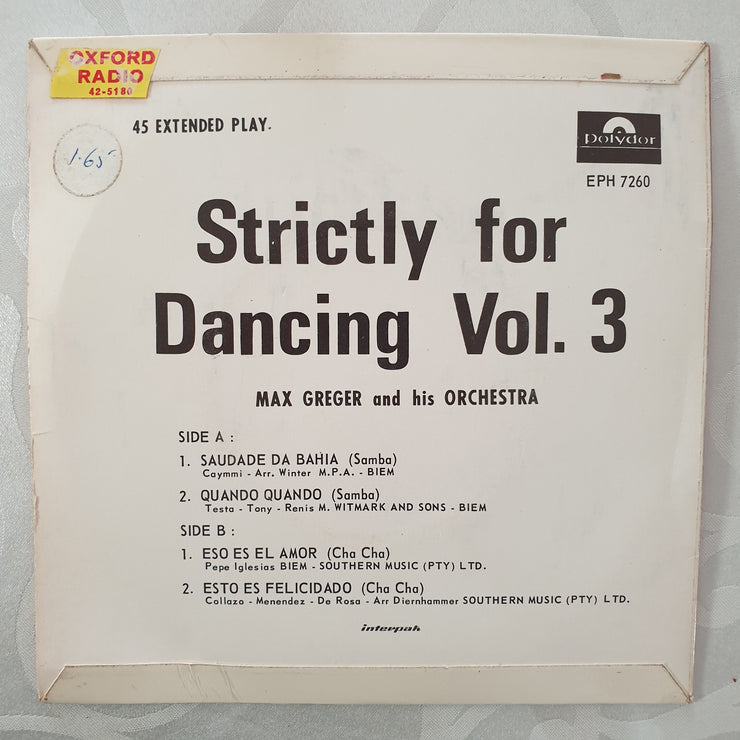 OXFORD
RADIO
42-5180
1.65
45 EXTENDED PLAY.
Polydor
EPH 7260
Strictly for
Dancing Vol. 3
MAX GREGER and his ORCHESTRA
SIDE A :
1. SAUDADE DA BAHIA (Samba)
Caymmi - Arr. Winter M.P.A. - BIEM
2. QUANDO QUANDO (Samba)
Testa - Tony - Renis M. WITMARK AND SONS - BIEM
SIDE B :
1. ESO ES EL AMOR (Cha Cha)
Pepe Iglesias BIEM - SOUTHERN MUSIC (PTY) LTD.
2. ESTO ES FELICIDADO (Cha Cha)
Collazo - Menendez - De Rosa - Arr Diernhammer SOUTHERN MUSIC (PTY) LTD.
interpak